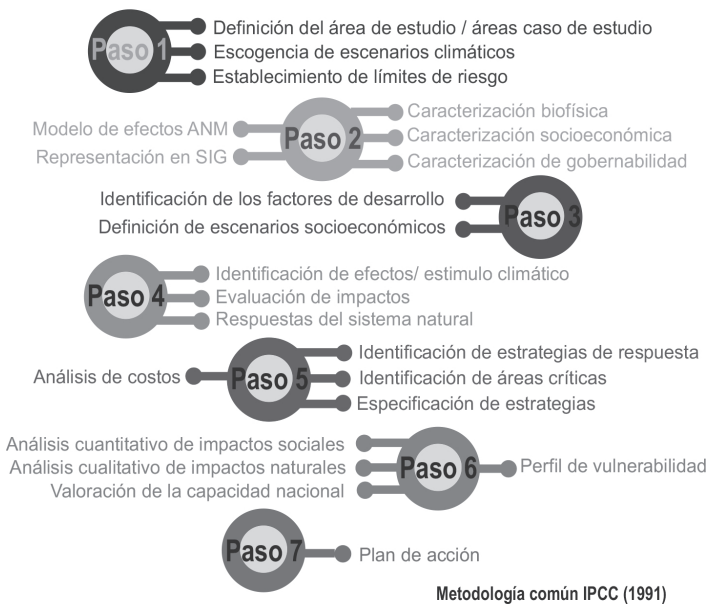 Paso 1
Definición del área de estudio / áreas caso de estudio
Escogencia de escenarios climáticos
Establecimiento de límites de riesgo
Modelo de efectos ANM
Representación en SIG
Paso 2
Caracterización biofísica
Caracterización socioeconómica
Caracterización de gobernabilidad
Identificación de los factores de desarrollo
Definición de escenarios socioeconómicos
Paso 3
Paso 4
Identificación de efectos/ estimulo climático
Evaluación de impactos
Respuestas del sistema natural
Análisis de costos
Paso 5
Identificación de estrategias de respuesta
Identificación de áreas críticas
Especificación de estrategias
Análisis cuantitativo de impactos sociales
Análisis cualitativo de impactos naturales
Valoración de la capacidad nacional
Paso 6
Perfil de vulnerabilidad
Paso 7
Plan de acción
Metodología común IPCC (1991)